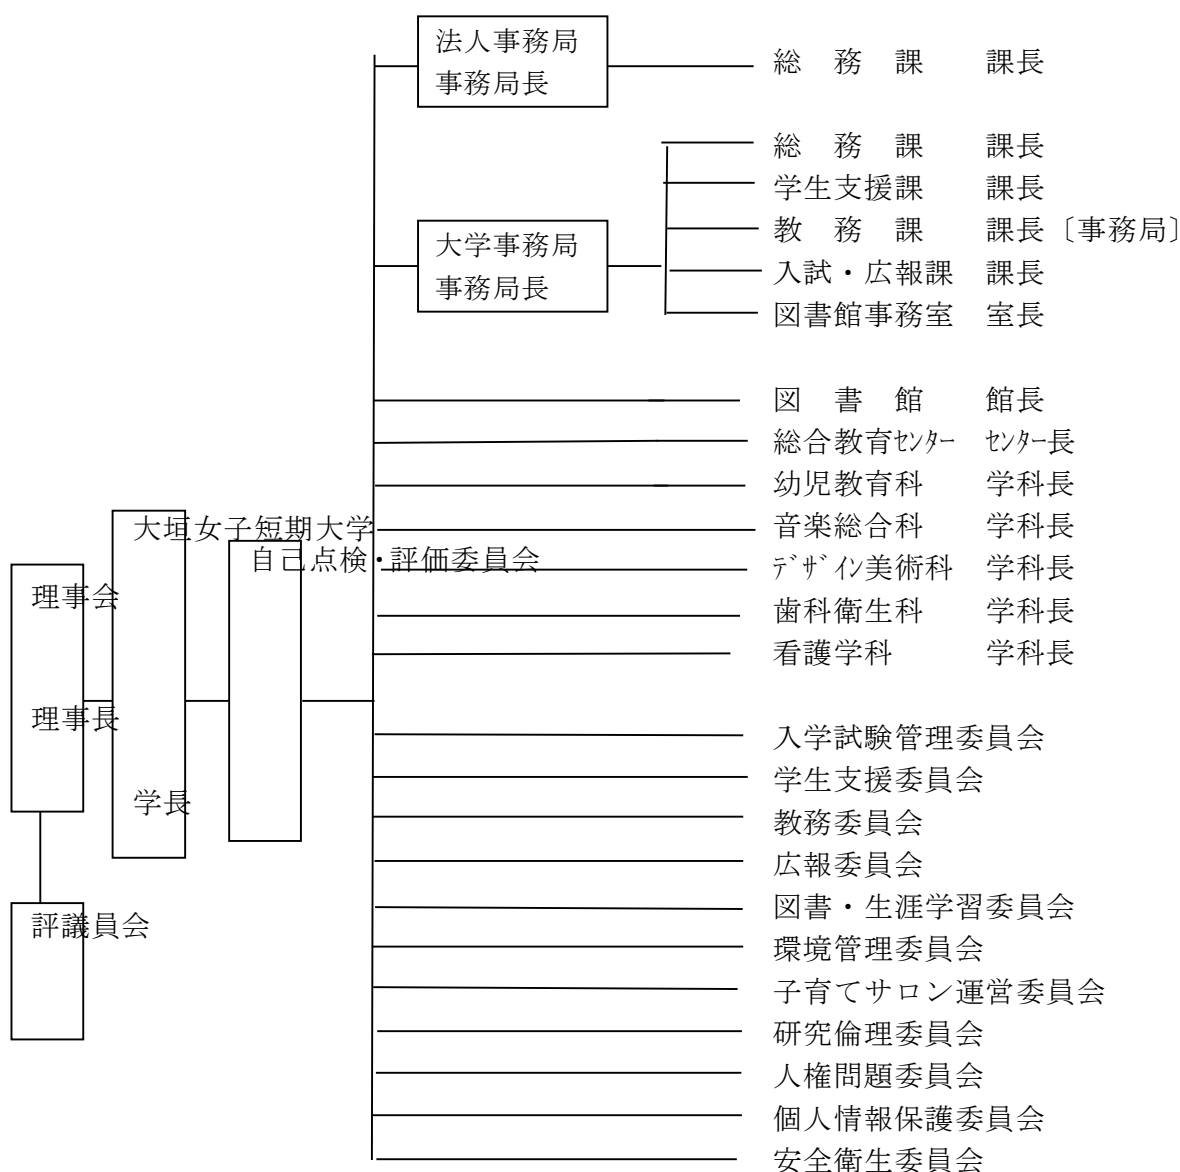 法人事務局
事務局長
総　務　課　　課長
総　務　課　　課長
学生支援課　　課長
教　務　課　　課長〔事務局〕
大学事務局
事務局長
入試・広報課　課長
図書館事務室　室長
図　書　館　　館長
総合教育ｾﾝﾀｰ　ｾﾝﾀｰ長
幼児教育科　　学科長
大垣女子短期大学
音楽総合科　　学科長
自己点検・評価委員会
ﾃﾞｻﾞｲﾝ美術科　学科長
理事会
歯科衛生科　　学科長
看護学科　　　学科長
理事長
入学試験管理委員会
学生支援委員会
学長
教務委員会
広報委員会
図書・生涯学習委員会
評議員会
環境管理委員会
子育てサロン運営委員会
研究倫理委員会
人権問題委員会
個人情報保護委員会
安全衛生委員会